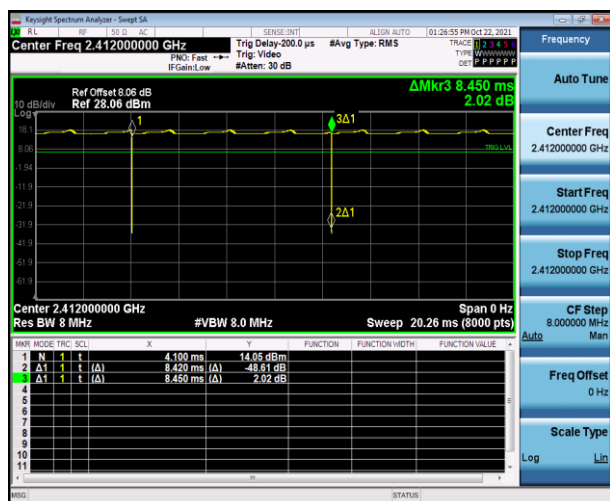 Keysight Spectrum Analyzer - Swept SA
RL RF 50 Ω AC SENSE:INT ALIGN AUTO 01:26:55 PM Oct 22, 2021
Center Freq 2.412000000 GHz Trig Delay-200.0 μs #Avg Type: RMS TRACE 1 2 3 4 5 6
PNO: Fast Trig: Video TYPE WWWWWW
IFGain:Low #Atten: 30 dB DET P P P P P P
Ref Offset 8.06 dB ΔMkr3 8.450 ms
10 dB/div Ref 28.06 dBm 2.02 dB
Log
18.1
8.06
-1.94
-11.9
-21.9
-31.9
-41.9
-51.9
-61.9
1
3Δ1
TRIG LVL
2Δ1
Center 2.412000000 GHz Span 0 Hz
Res BW 8 MHz #VBW 8.0 MHz Sweep 20.26 ms (8000 pts)
MKR MODE TRC SCL X Y FUNCTION FUNCTION WIDTH FUNCTION VALUE
1 N 1 t 4.100 ms 14.05 dBm
2 Δ1 1 t (Δ) 8.420 ms (Δ) -48.61 dB
3 Δ1 1 t (Δ) 8.450 ms (Δ) 2.02 dB
4
5
6
7
8
9
10
11
MSG STATUS
Frequency
Auto Tune
Center Freq
2.412000000 GHz
Start Freq
2.412000000 GHz
Stop Freq
2.412000000 GHz
CF Step
8.000000 MHz
Auto Man
Freq Offset
0 Hz
Scale Type
Log Lin